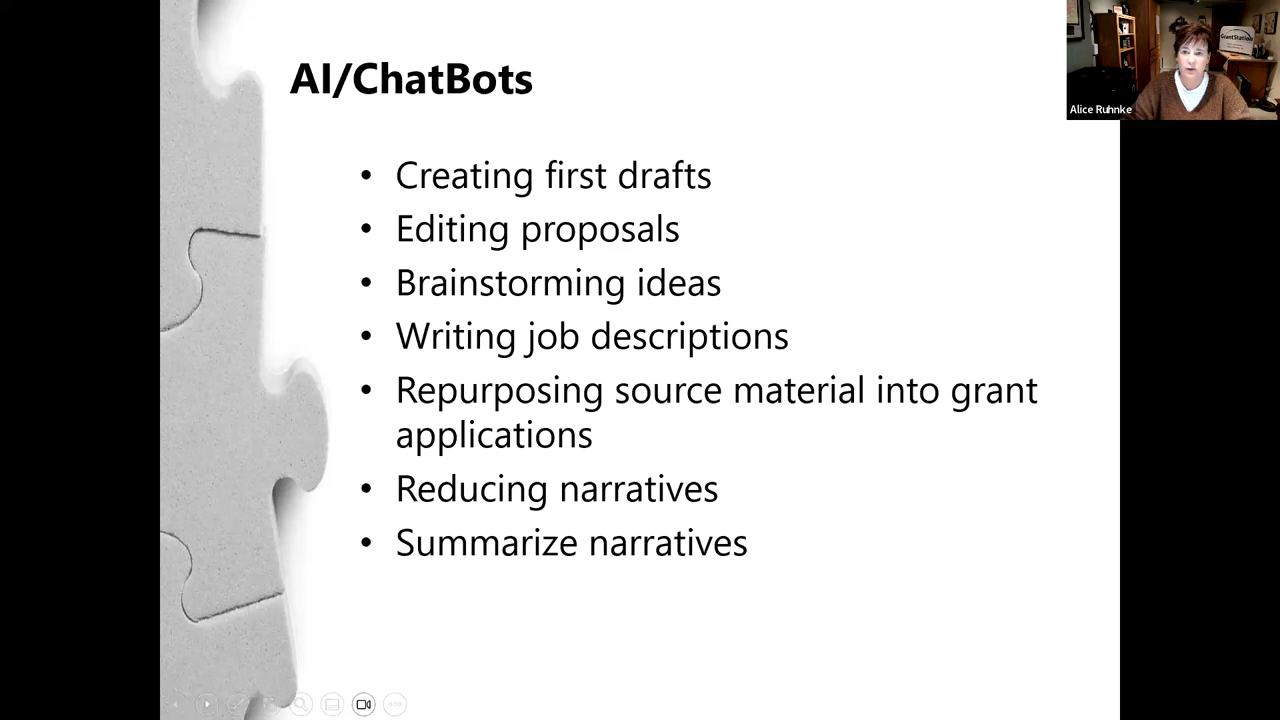 AI/ChatBots
• Creating first drafts
• Editing proposals
• Brainstorming ideas
• Writing job descriptions
• Repurposing source material into grant
applications
• Reducing narratives
• Summarize narratives
GrantStation
Alice Ruhnke